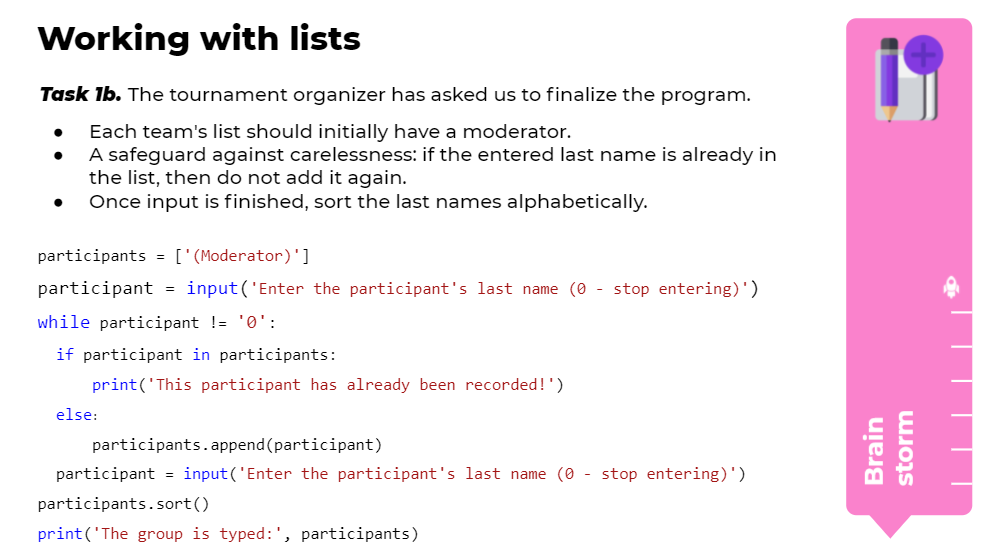 Working with lists
Task 1b. The tournament organizer has asked us to finalize the program.
● Each team's list should initially have a moderator.
● A safeguard against carelessness: if the entered last name is already in
the list, then do not add it again.
● Once input is finished, sort the last names alphabetically.
participants = ['(Moderator)']
participant = input('Enter the participant's last name (0 - stop entering)')
while participant != '0':
  if participant in participants:
      print('This participant has already been recorded!')
  else:
      participants.append(participant)
  participant = input('Enter the participant's last name (0 - stop entering)')
participants.sort()
print('The group is typed:', participants)
Brain
storm